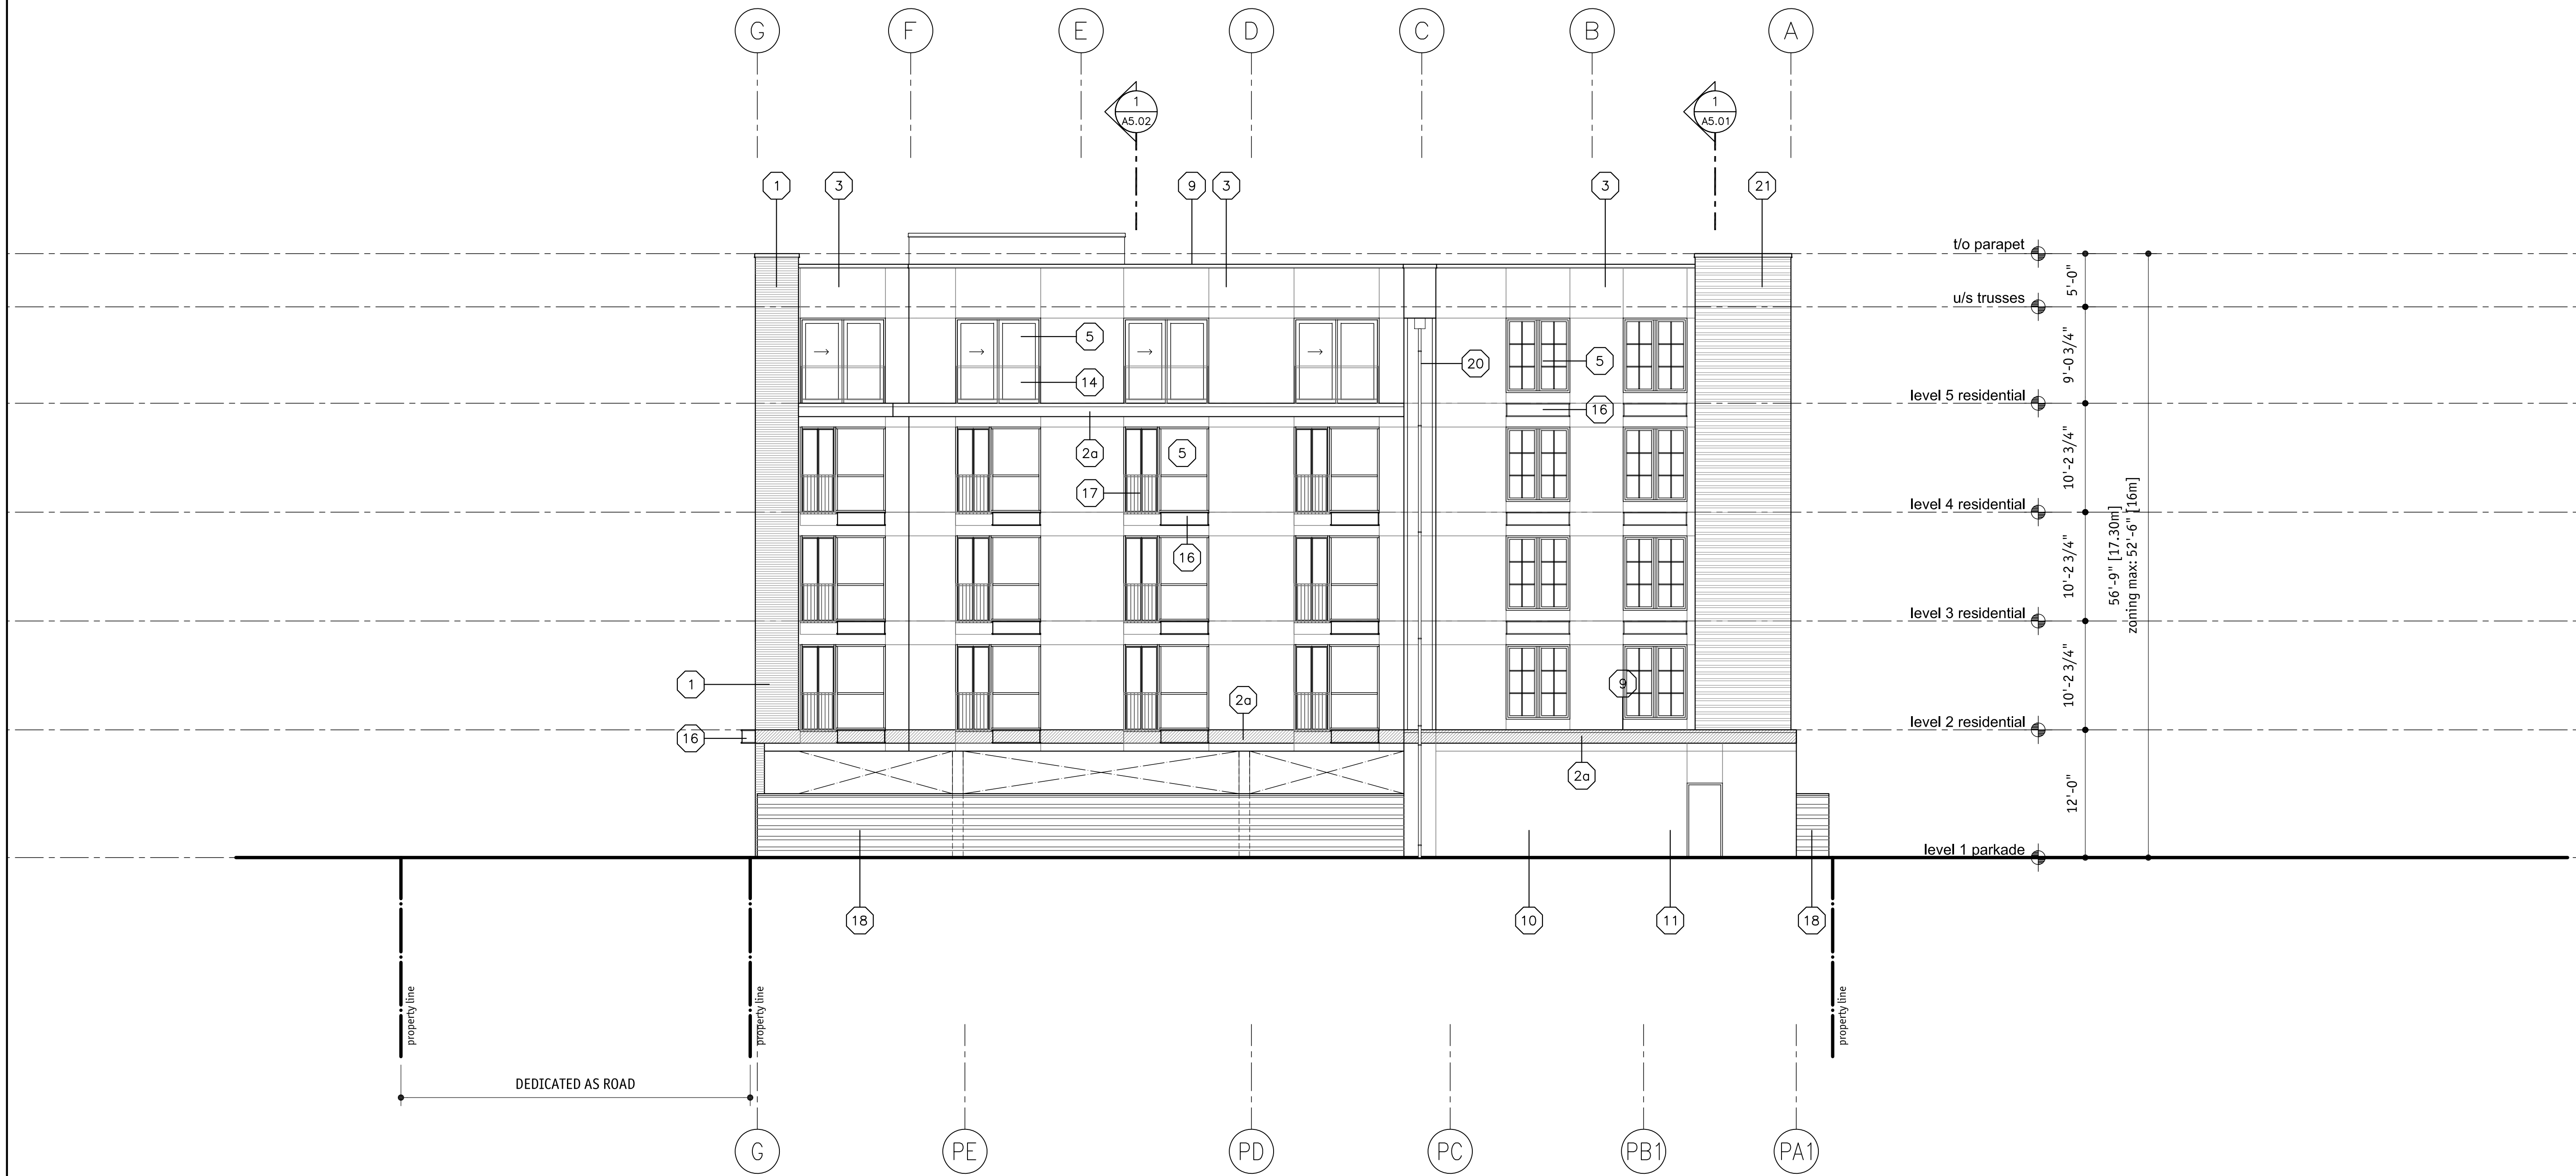 G F E D C B A
1
A5.02
1
A5.01
1 3 9 3 3 21
t/o parapet
5'-0"
u/s trusses
5
20
5
14
9'-0 3/4"
level 5 residential
16
2a
5
10'-2 3/4"
17
level 4 residential
16
56'-9" [17.30m]
zoning max: 52'-6" [16m]
10'-2 3/4"
level 3 residential
1
2a
9
10'-2 3/4"
level 2 residential
16
2a
12'-0"
level 1 parkade
18 10 11 18
property line
property line
property line
DEDICATED AS ROAD
G PE PD PC PB1 PA1